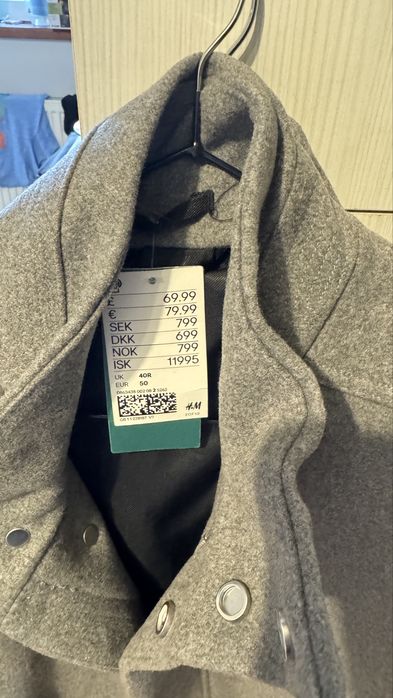 £ 69.99
€ 79.99
SEK 799
DKK 699
NOK 799
ISK 11995
UK 40R
EUR 50
H&M